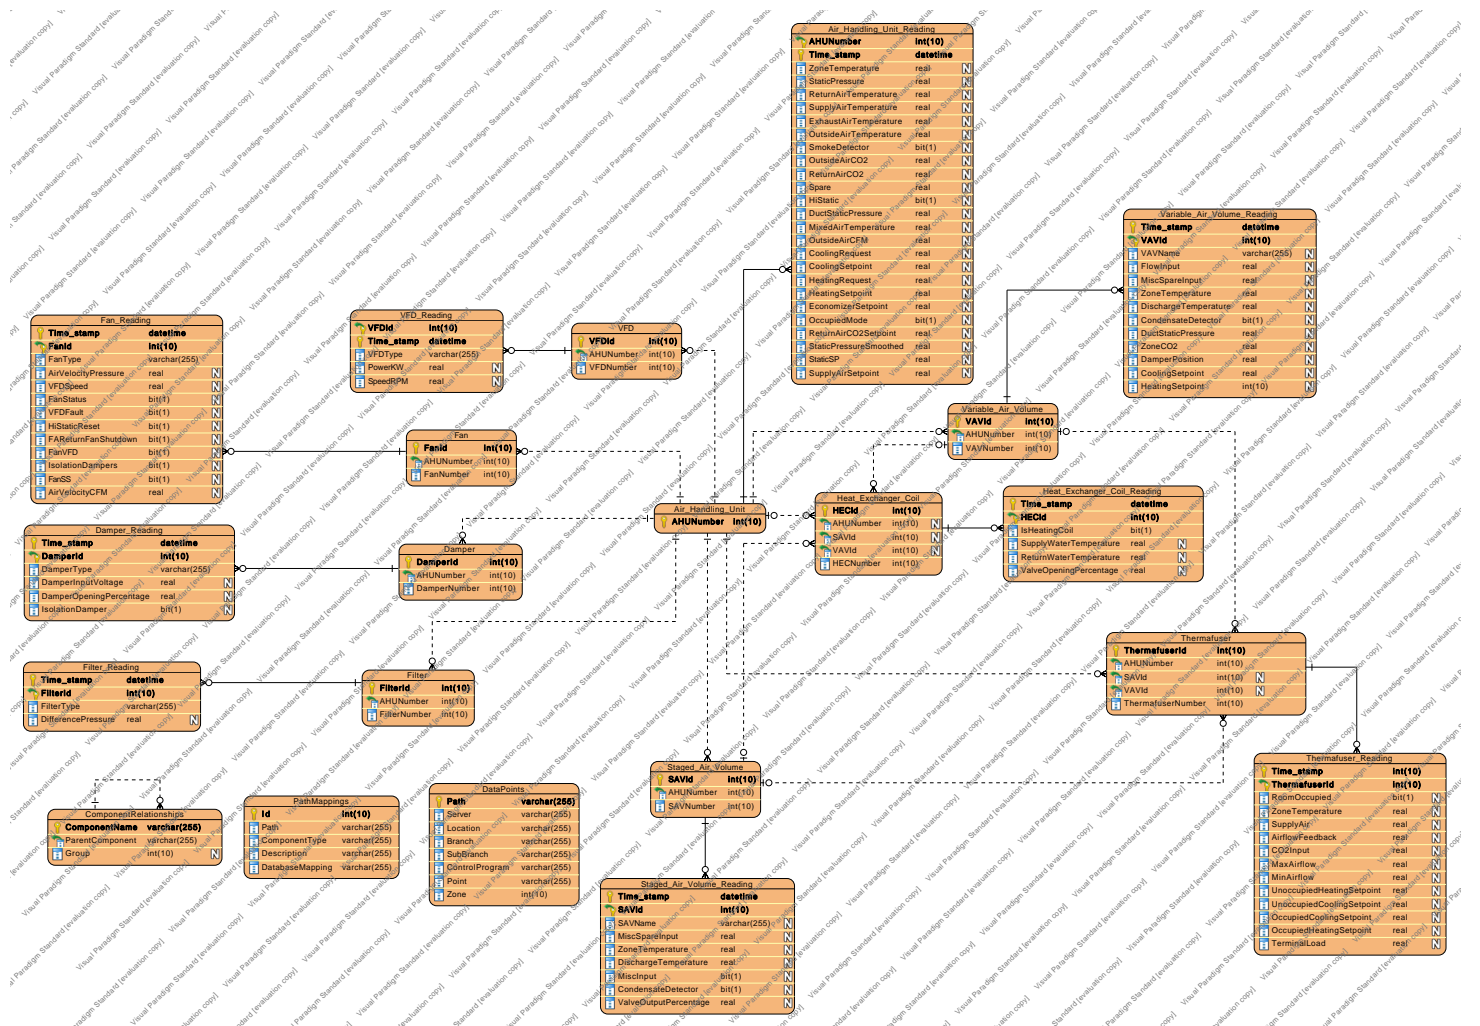 Visual Paradigm Standard [evaluation copy]
Air_Handling_Unit_Reading
AHUNumber int(10)
Time_stamp datetime
ZoneTemperature real N
StaticPressure real N
ReturnAirTemperature real N
SupplyAirTemperature real N
ExhaustAirTemperature real N
OutsideAirTemperature real N
SmokeDetector bit(1) N
OutsideAirCO2 real N
ReturnAirCO2 real N
Spare real N
HiStatic bit(1) N
DuctStaticPressure real N
MixedAirTemperature real N
OutsideAirCFM real N
CoolingRequest real N
CoolingSetpoint real N
HeatingRequest real N
HeatingSetpoint real N
EconomizerSetpoint real N
OccupiedMode bit(1) N
ReturnAirCO2Setpoint real N
StaticPressureSmoothed real N
StaticSP real N
SupplyAirSetpoint real N
Variable_Air_Volume_Reading
Time_stamp datetime
VAVId int(10)
VAVName varchar(255) N
FlowInput real N
MiscSpareInput real N
ZoneTemperature real N
DischargeTemperature real N
CondensateDetector bit(1) N
DuctStaticPressure real N
ZoneCO2 real N
DamperPosition real N
CoolingSetpoint real N
HeatingSetpoint int(10) N
Fan_Reading
Time_stamp datetime
FanId int(10)
FanType varchar(255)
AirVelocityPressure real N
VFDSpeed real N
FanStatus bit(1) N
VFDFault bit(1) N
HiStaticReset bit(1) N
FAReturnFanShutdown bit(1) N
FanVFD bit(1) N
IsolationDampers bit(1) N
FanSS bit(1) N
AirVelocityCFM real N
VFD_Reading
VFDId int(10)
Time_stamp datetime
VFDType varchar(255)
PowerKW real N
SpeedRPM real N
VFD
VFDId int(10)
AHUNumber int(10)
VFDNumber int(10)
Fan
FanId int(10)
AHUNumber int(10)
FanNumber int(10)
Variable_Air_Volume
VAVId int(10)
AHUNumber int(10)
VAVNumber int(10)
Air_Handling_Unit
AHUNumber int(10)
Heat_Exchanger_Coil
HECId int(10)
AHUNumber int(10) N
SAVId int(10) N
VAVId int(10) N
HECNumber int(10)
Heat_Exchanger_Coil_Reading
Time_stamp datetime
HECId int(10)
IsHeatingCoil bit(1)
SupplyWaterTemperature real N
ReturnWaterTemperature real N
ValveOpeningPercentage real N
Damper_Reading
Time_stamp datetime
DamperId int(10)
DamperType varchar(255)
DamperInputVoltage real N
DamperOpeningPercentage real N
IsolationDamper bit(1) N
Damper
DamperId int(10)
AHUNumber int(10)
DamperNumber int(10)
Filter_Reading
Time_stamp datetime
FilterId int(10)
FilterType varchar(255)
DifferencePressure real N
Filter
FilterId int(10)
AHUNumber int(10)
FilterNumber int(10)
Thermafuser
ThermafuserId int(10)
AHUNumber int(10)
SAVId int(10) N
VAVId int(10) N
ThermafuserNumber int(10)
Staged_Air_Volume
SAVId int(10)
AHUNumber int(10)
SAVNumber int(10)
ComponentRelationships
ComponentName varchar(255)
ParentComponent varchar(255)
Group int(10) N
PathMappings
Id int(10)
Path varchar(255)
ComponentType varchar(255)
Description varchar(255)
DatabaseMapping varchar(255)
DataPoints
Path varchar(255)
Server varchar(255)
Location varchar(255)
Branch varchar(255)
SubBranch varchar(255)
ControlProgram varchar(255)
Point varchar(255)
Zone int(10)
Staged_Air_Volume_Reading
Time_stamp datetime
SAVId int(10)
SAVName varchar(255) N
MiscSpareInput real N
ZoneTemperature real N
DischargeTemperature real N
MiscInput bit(1) N
CondensateDetector bit(1) N
ValveOutputPercentage real N
Thermafuser_Reading
Time_stamp int(10)
ThermafuserId int(10)
RoomOccupied bit(1) N
ZoneTemperature real N
SupplyAir real N
AirflowFeedback real N
CO2Input real N
MaxAirflow real N
MinAirflow real N
UnoccupiedHeatingSetpoint real N
UnoccupiedCoolingSetpoint real N
OccupiedCoolingSetpoint real N
OccupiedHeatingSetpoint real N
TerminalLoad real N